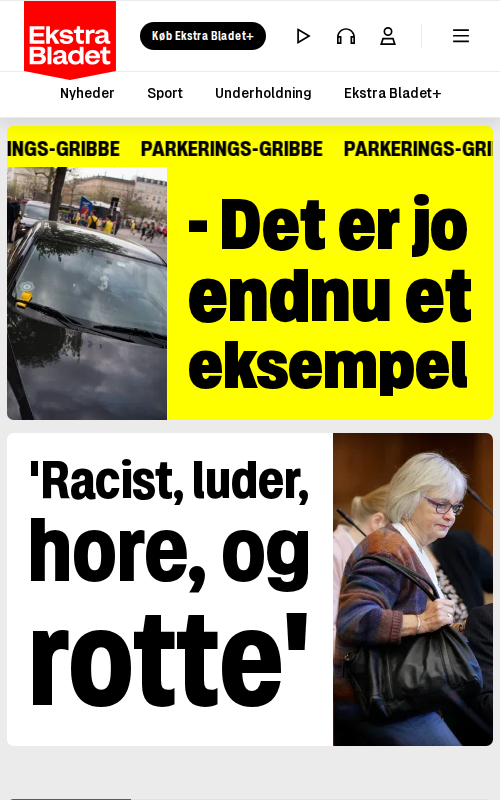 Ekstra
Bladet
Køb Ekstra Bladet+
Nyheder Sport Underholdning Ekstra Bladet+
INGS-GRIBBE PARKERINGS-GRIBBE PARKERINGS-GRI
- Det er jo
endnu et
eksempel
'Racist, luder,
hore, og
rotte'